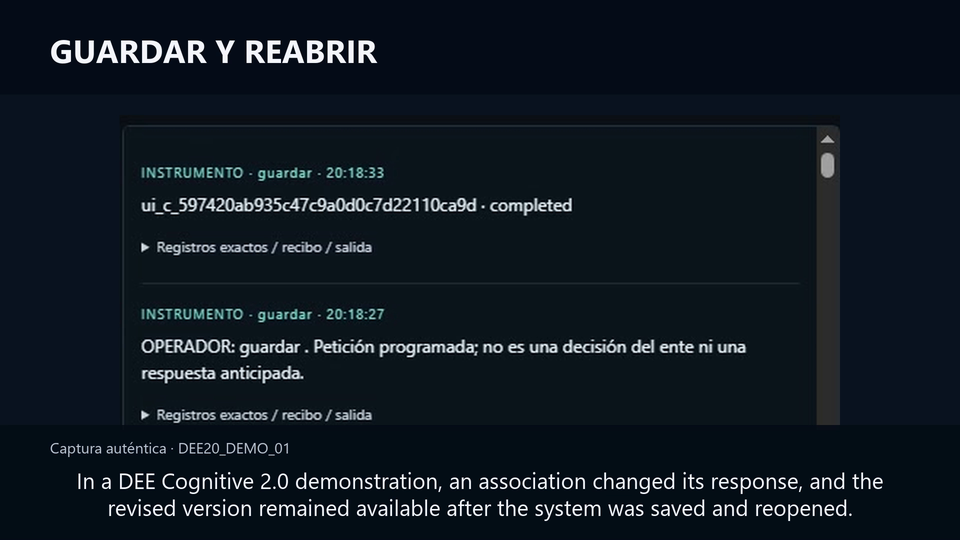 GUARDAR Y REABRIR
INSTRUMENTO · guardar · 20:18:33
ui_c_597420ab935c47c9a0d0c7d22110ca9d · completed
▶ Registros exactos / recibo / salida
INSTRUMENTO · guardar · 20:18:27
OPERADOR: guardar . Petición programada; no es una decisión del ente ni una
respuesta anticipada.
▶ Registros exactos / recibo / salida
Captura auténtica · DEE20_DEMO_01
In a DEE Cognitive 2.0 demonstration, an association changed its response, and the
revised version remained available after the system was saved and reopened.